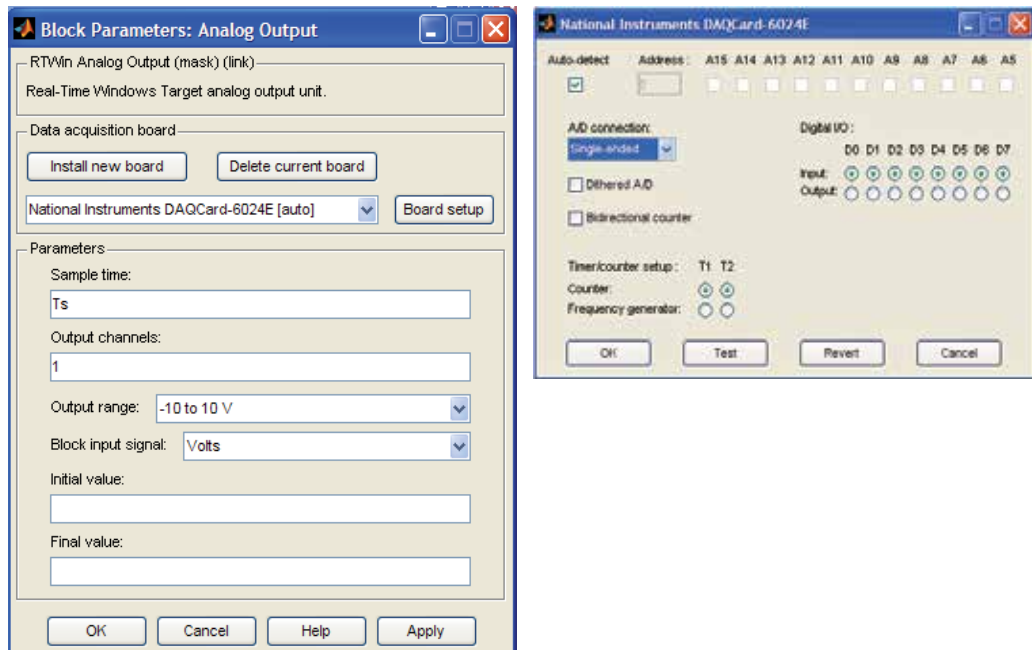 Block Parameters: Analog Output
RTWin Analog Output (mask) (link)
Real-Time Windows Target analog output unit.
Data acquisition board
Install new board
Delete current board
National Instruments DAQCard-6024E [auto]
Board setup
Parameters
Sample time:
Ts
Output channels:
1
Output range:
-10 to 10 V
Block input signal:
Volts
Initial value:
Final value:
OK
Cancel
Help
Apply
National Instruments DAQCard-6024E
Auto-detect Address: A15 A14 A13 A12 A11 A10 A9 A8 A7 A6 A5
A/D connection:
Single-ended
Dithered A/D
Bidirectional counter
Digital I/O:
D0 D1 D2 D3 D4 D5 D6 D7
Input:
Output:
Timer/counter setup: T1 T2
Counter:
Frequency generator:
OK
Test
Revert
Cancel